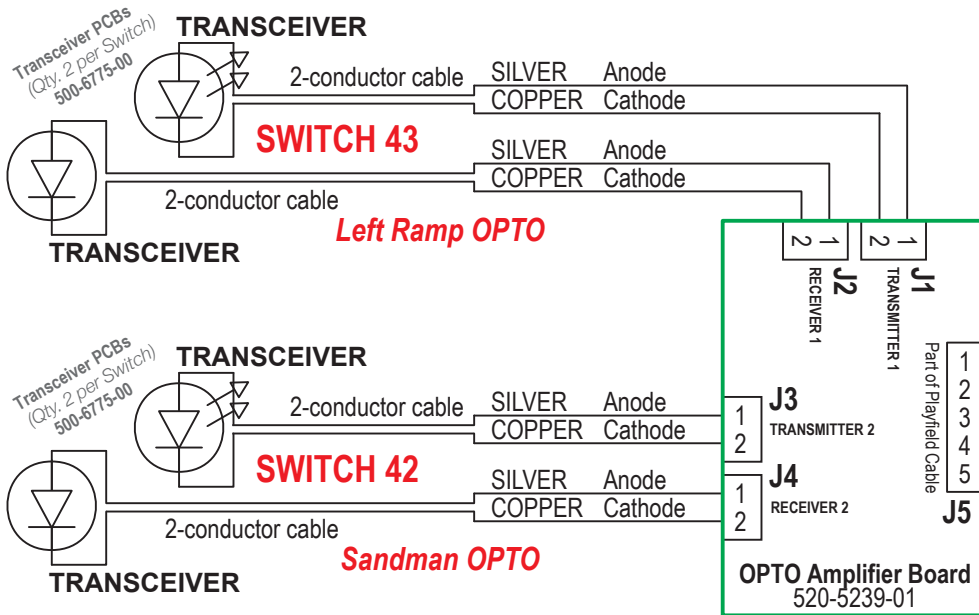 Transceiver PCBs
(Qty. 2 per Switch)
500-6775-00
TRANSCEIVER
2-conductor cable
SILVER Anode
COPPER Cathode
SWITCH 43
SILVER Anode
COPPER Cathode
2-conductor cable
Left Ramp OPTO
TRANSCEIVER
2 1
J2
RECEIVER 1
2 1
J1
TRANSMITTER 1
Transceiver PCBs
(Qty. 2 per Switch)
500-6775-00
TRANSCEIVER
2-conductor cable
SILVER Anode
COPPER Cathode
SWITCH 42
SILVER Anode
COPPER Cathode
2-conductor cable
Sandman OPTO
TRANSCEIVER
1
2
J3
TRANSMITTER 2
1
2
J4
RECEIVER 2
Part of Playfield Cable
1
2
3
4
5
J5
OPTO Amplifier Board
520-5239-01